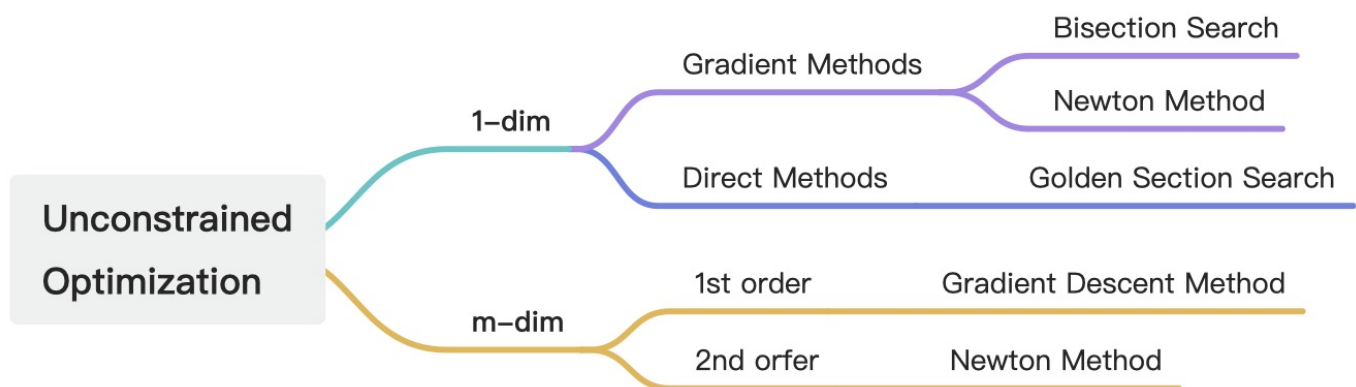 Unconstrained
Optimization
1-dim
Gradient Methods
Bisection Search
Newton Method
Direct Methods
Golden Section Search
m-dim
1st order
Gradient Descent Method
2nd orfer
Newton Method